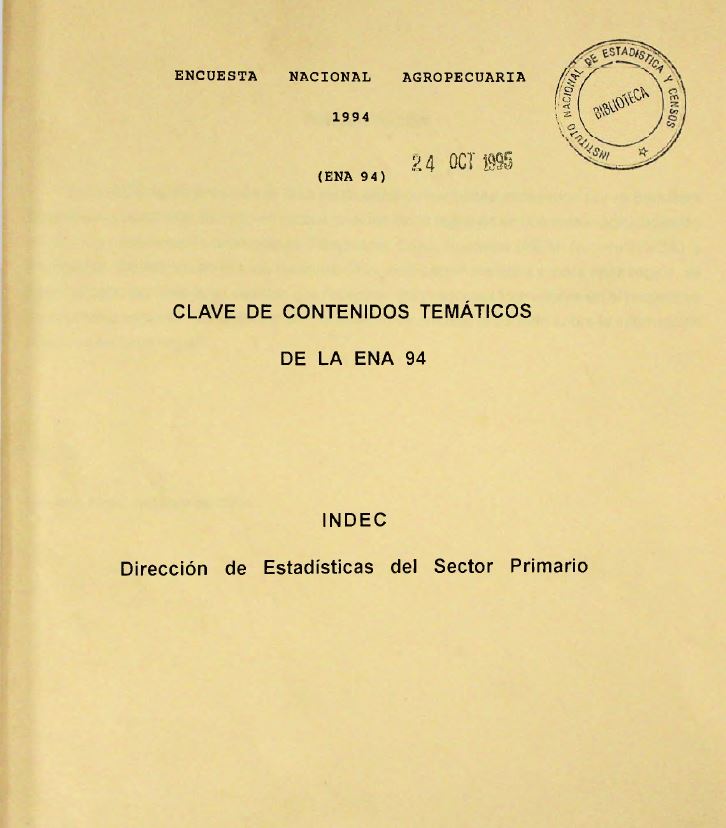 ENCUESTA NACIONAL AGROPECUARIA
1994
(ENA 94)
24 OCT 1995
INSTITUTO NACIONAL DE ESTADISTICA Y CENSOS
BIBLIOTECA
CLAVE DE CONTENIDOS TEMÁTICOS
DE LA ENA 94
INDEC
Dirección de Estadísticas del Sector Primario